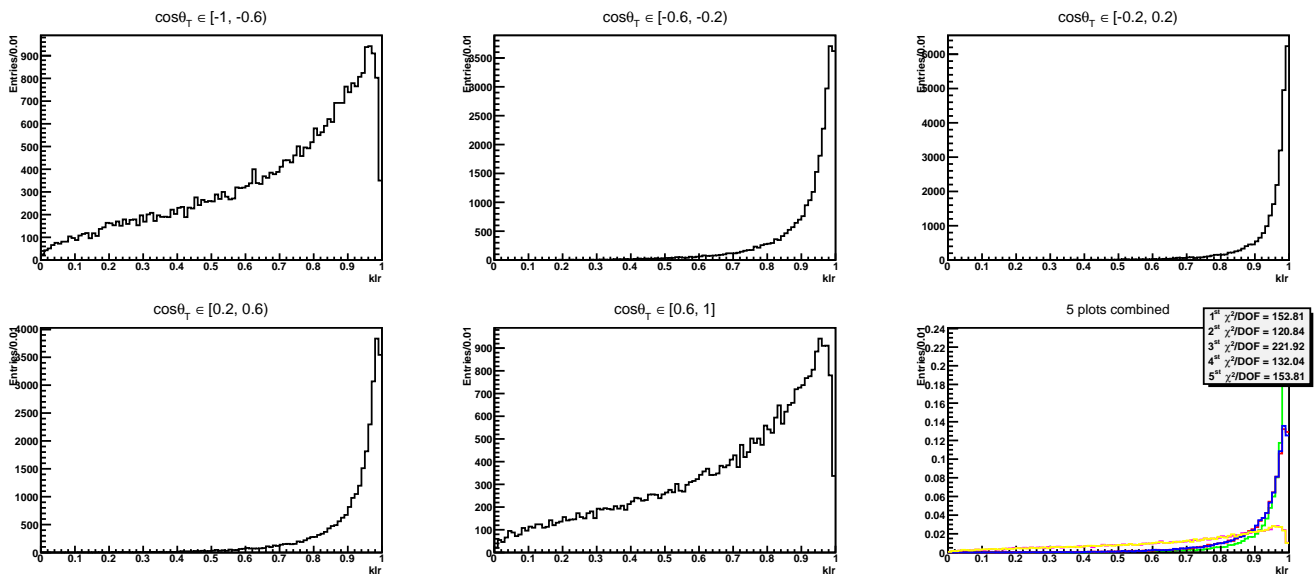 cosθ_T ∈ [-1, -0.6)
Entries/0.01
900
800
700
600
500
400
300
200
100
0
0 0.1 0.2 0.3 0.4 0.5 0.6 0.7 0.8 0.9 1
klr
cosθ_T ∈ [-0.6, -0.2)
Entries/0.01
3500
3000
2500
2000
1500
1000
500
0
0 0.1 0.2 0.3 0.4 0.5 0.6 0.7 0.8 0.9 1
klr
cosθ_T ∈ [-0.2, 0.2)
Entries/0.01
6000
5000
4000
3000
2000
1000
0
0 0.1 0.2 0.3 0.4 0.5 0.6 0.7 0.8 0.9 1
klr
cosθ_T ∈ [0.2, 0.6)
Entries/0.01
4000
3500
3000
2500
2000
1500
1000
500
0
0 0.1 0.2 0.3 0.4 0.5 0.6 0.7 0.8 0.9 1
klr
cosθ_T ∈ [0.6, 1]
Entries/0.01
900
800
700
600
500
400
300
200
100
0
0 0.1 0.2 0.3 0.4 0.5 0.6 0.7 0.8 0.9 1
klr
5 plots combined
1st χ²/DOF = 152.81
2st χ²/DOF = 120.84
3st χ²/DOF = 221.92
4st χ²/DOF = 132.04
5st χ²/DOF = 153.81
Entries/0.01
0.24
0.22
0.2
0.18
0.16
0.14
0.12
0.1
0.08
0.06
0.04
0.02
0
0 0.1 0.2 0.3 0.4 0.5 0.6 0.7 0.8 0.9 1
klr